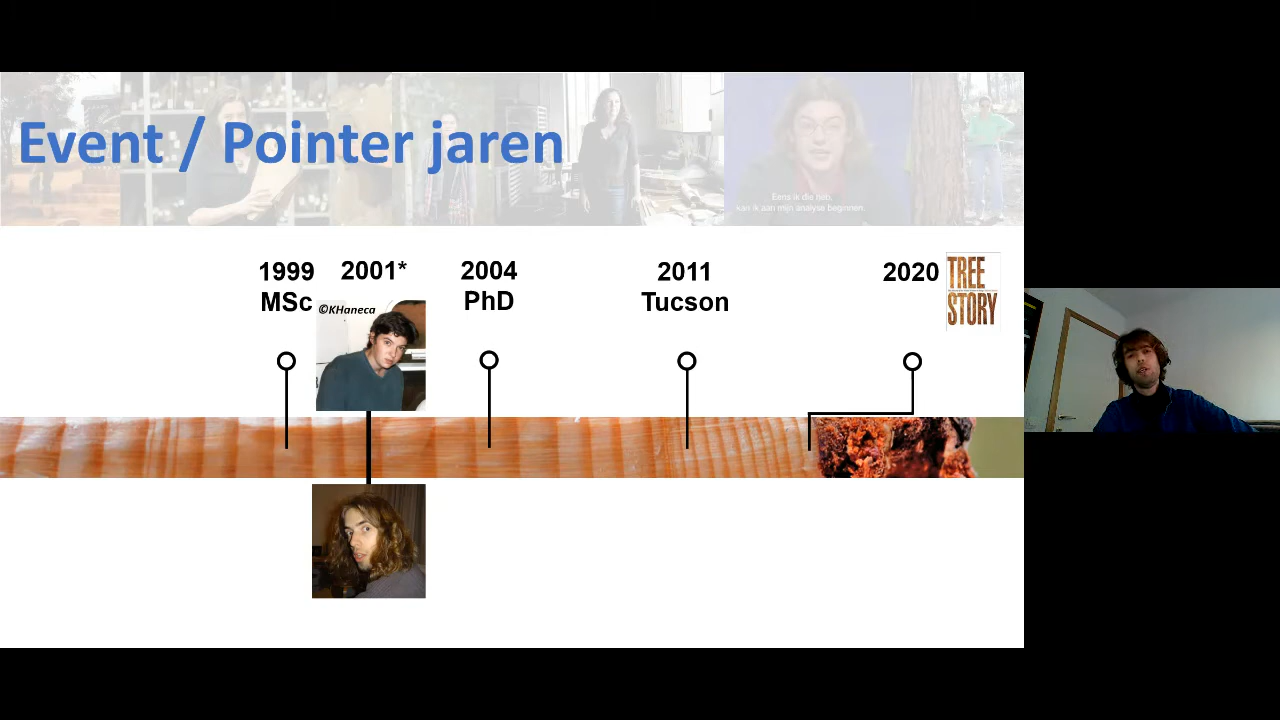 Event / Pointer jaren
Eens ik die heb,
kan ik aan mijn analyse beginnen.
1999
MSc
2001*
©KHaneca
2004
PhD
2011
Tucson
2020
TREE
STORY